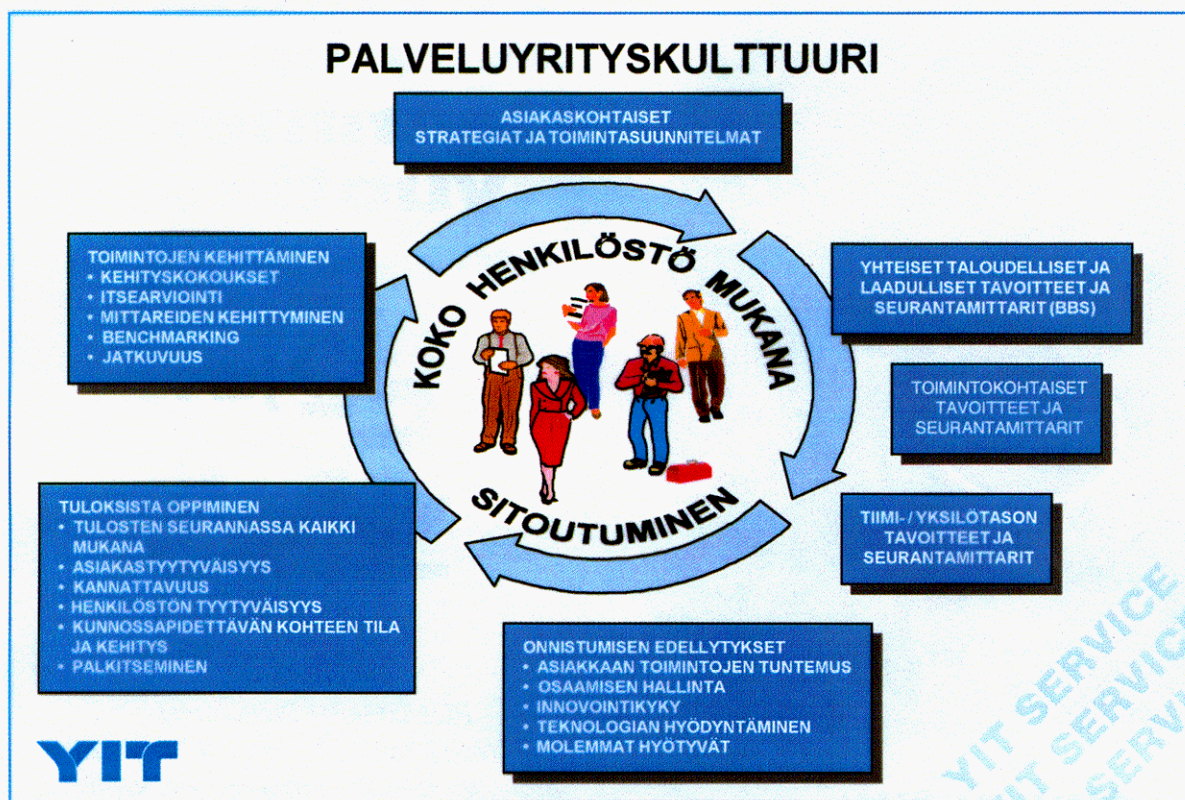 PALVELUYRITYSKULTTUURI
ASIAKASKOHTAISET
STRATEGIAT JA TOIMINTASUUNNITELMAT
TOIMINTOJEN KEHITTÄMINEN
• KEHITYSKOKOUKSET
• ITSEARVIOINTI
• MITTAREIDEN KEHITTYMINEN
• BENCHMARKING
• JATKUVUUS
KOKO HENKILÖSTÖ MUKANA
SITOUTUMINEN
YHTEISET TALOUDELLISET JA
LAADULLISET TAVOITTEET JA
SEURANTAMITTARIT (BBS)
TOIMINTOKOHTAISET
TAVOITTEET JA
SEURANTAMITTARIT
TIIMI- / YKSILÖTASON
TAVOITTEET JA
SEURANTAMITTARIT
TULOKSISTA OPPIMINEN
• TULOSTEN SEURANNASSA KAIKKI
MUKANA
• ASIAKASTYYTYVÄISYYS
• KANNATTAVUUS
• HENKILÖSTÖN TYYTYVÄISYYS
• KUNNOSSAPIDETTÄVÄN KOHTEEN TILA
JA KEHITYS
• PALKITSEMINEN
ONNISTUMISEN EDELLYTYKSET
• ASIAKKAAN TOIMINTOJEN TUNTEMUS
• OSAAMISEN HALLINTA
• INNOVOINTIKYKY
• TEKNOLOGIAN HYÖDYNTÄMINEN
• MOLEMMAT HYÖTYVÄT
YIT
YIT SERVICE
YIT SERVICE
SERVI